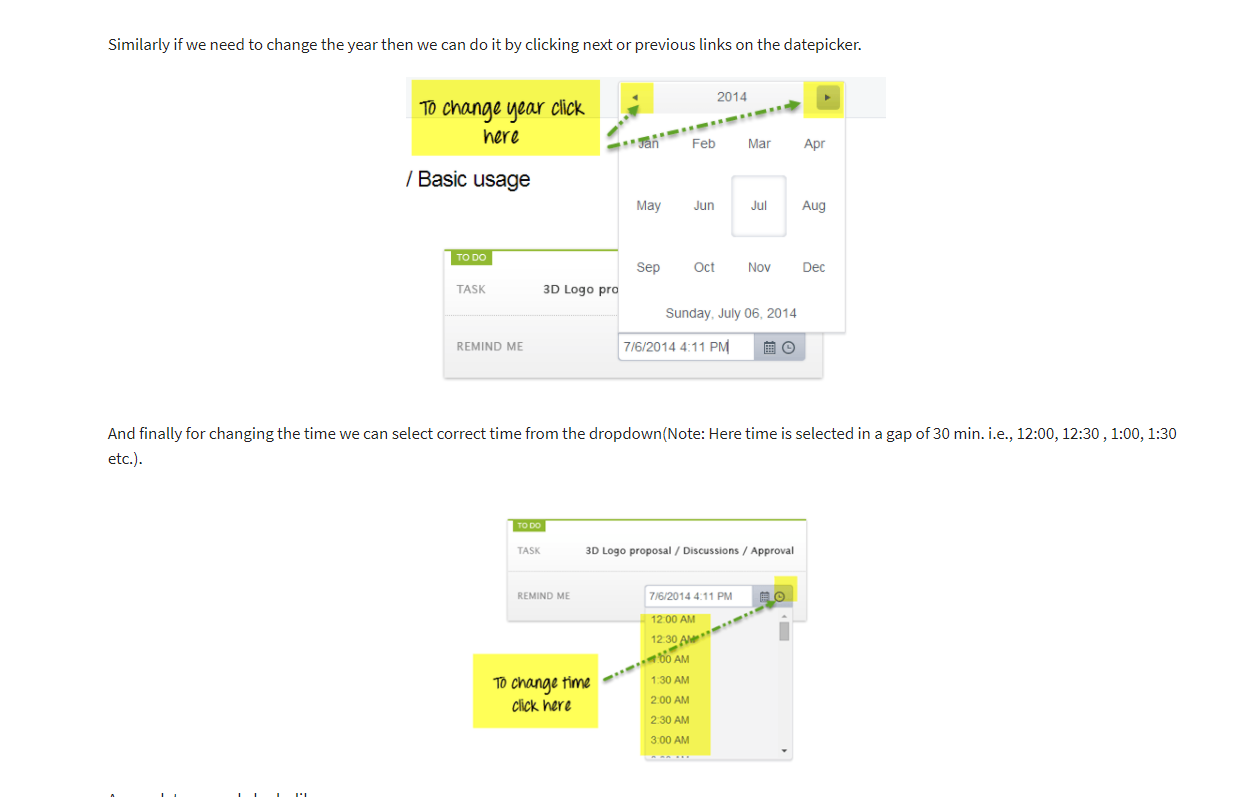 Similarly if we need to change the year then we can do it by clicking next or previous links on the datepicker.
To change year click
here
2014
Jan Feb Mar Apr
/ Basic usage
May Jun Jul Aug
TO DO
Sep Oct Nov Dec
TASK 3D Logo pro
Sunday, July 06, 2014
REMIND ME 7/6/2014 4:11 PM
And finally for changing the time we can select correct time from the dropdown(Note: Here time is selected in a gap of 30 min. i.e., 12:00, 12:30 , 1:00, 1:30
etc.).
TO DO
TASK 3D Logo proposal / Discussions / Approval
REMIND ME 7/6/2014 4:11 PM
12:00 AM
12:30 AM
1:00 AM
1:30 AM
2:00 AM
2:30 AM
3:00 AM
To change time
click here